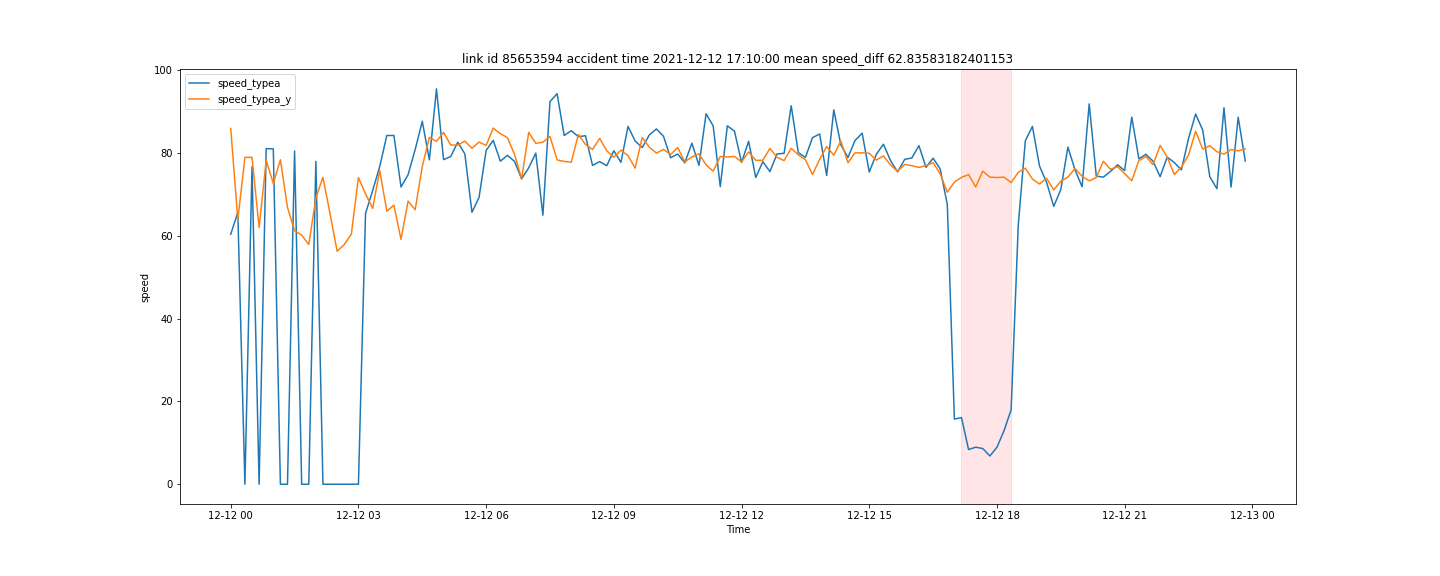 link id 85653594 accident time 2021-12-12 17:10:00 mean speed_diff 62.83583182401153
speed_typea
speed_typea_y
100
80
60
40
20
0
speed
12-12 00 12-12 03 12-12 06 12-12 09 12-12 12 12-12 15 12-12 18 12-12 21 12-13 00
Time